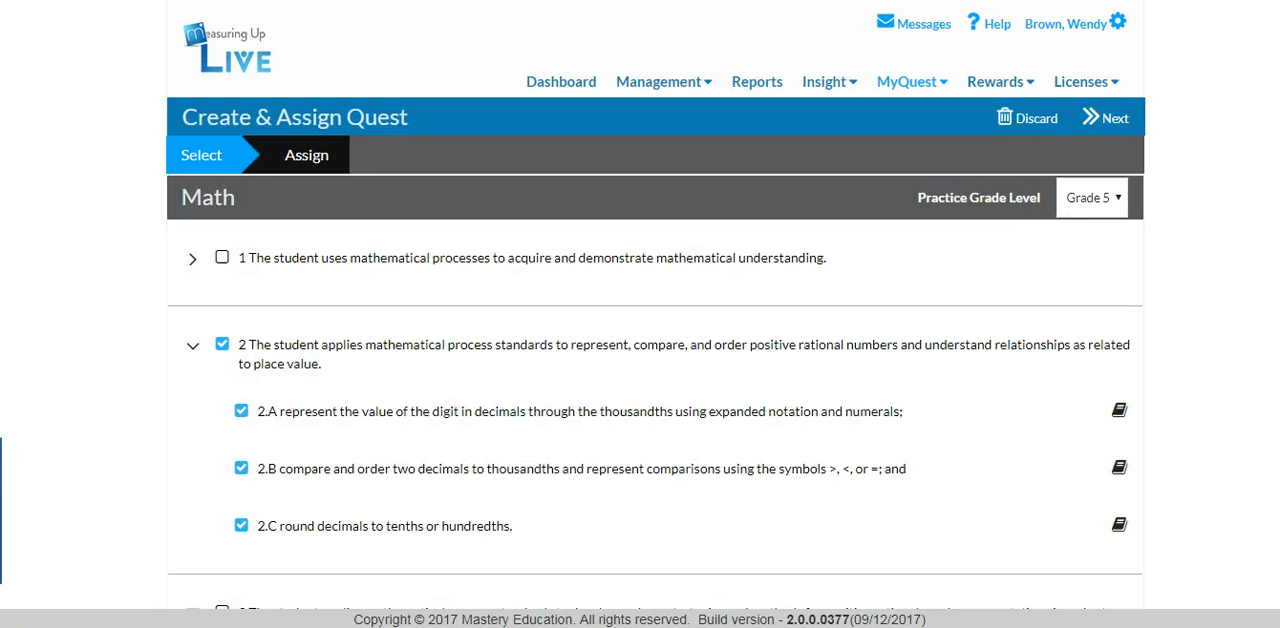 Measuring Up
LIVE
Messages
? Help
Brown, Wendy
Dashboard
Management
Reports
Insight
MyQuest
Rewards
Licenses
Create & Assign Quest
Discard
Next
Select
Assign
Math
Practice Grade Level
Grade 5
1 The student uses mathematical processes to acquire and demonstrate mathematical understanding.
2 The student applies mathematical process standards to represent, compare, and order positive rational numbers and understand relationships as related
to place value.
2.A represent the value of the digit in decimals through the thousandths using expanded notation and numerals;
2.B compare and order two decimals to thousandths and represent comparisons using the symbols >, <, or =; and
2.C round decimals to tenths or hundredths.
Copyright © 2017 Mastery Education. All rights reserved. Build version - 2.0.0.0377(09/12/2017)